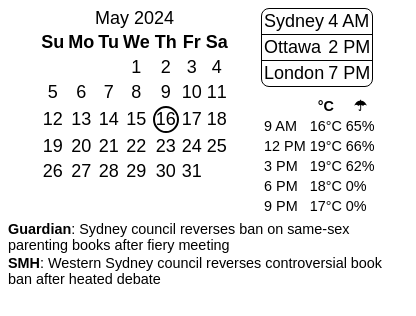 May 2024
Su Mo Tu We Th Fr Sa
1 2 3 4
5 6 7 8 9 10 11
12 13 14 15 16 17 18
19 20 21 22 23 24 25
26 27 28 29 30 31
Sydney 4 AM
Ottawa 2 PM
London 7 PM
°C ☂
9 AM 16°C 65%
12 PM 19°C 66%
3 PM 19°C 62%
6 PM 18°C 0%
9 PM 17°C 0%
Guardian: Sydney council reverses ban on same-sex
parenting books after fiery meeting
SMH: Western Sydney council reverses controversial book
ban after heated debate